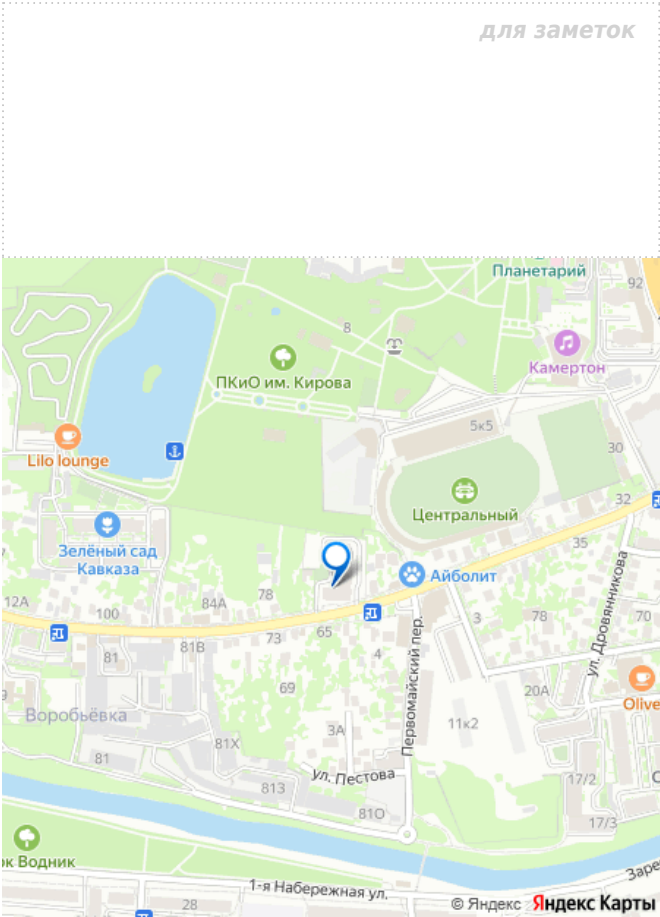 для заметок
Планетарий
92
8
Камертон
ПКиО им. Кирова
5к5
30
Lilo lounge
Центральный
32
Зелёный сад
Кавказа
35
Айболит
12А
100
84А
78
3
78
70
ул. Дровянникова
65
73
81В
81
4
Первомайский пер.
69
20А
Olive
Воробьёвка
3А
11к2
81Х
81
ул. Пестова
813
81О
17/2
17/3
ок Водник
Заре
1-я Набережная ул.
28
© Яндекс Яндекс Карты